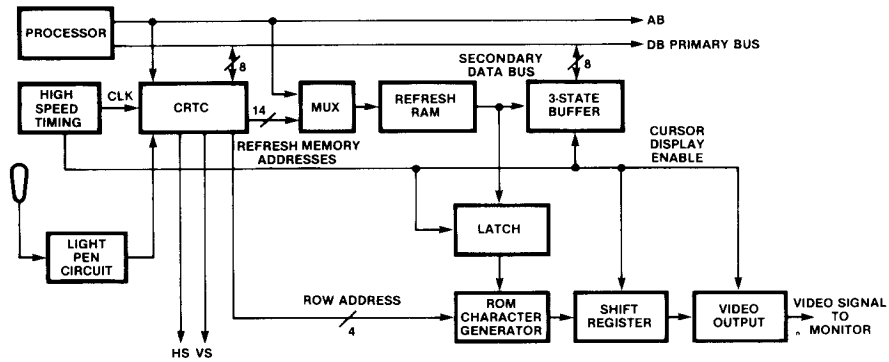 PROCESSOR
AB
DB PRIMARY BUS
8
SECONDARY
DATA BUS
8
HIGH
SPEED
TIMING
CLK
CRTC
14
MUX
REFRESH
RAM
3-STATE
BUFFER
REFRESH MEMORY
ADDRESSES
CURSOR
DISPLAY
ENABLE
LATCH
LIGHT
PEN
CIRCUIT
ROW ADDRESS
4
ROM
CHARACTER
GENERATOR
SHIFT
REGISTER
VIDEO
OUTPUT
VIDEO SIGNAL
TO
MONITOR
HS VS